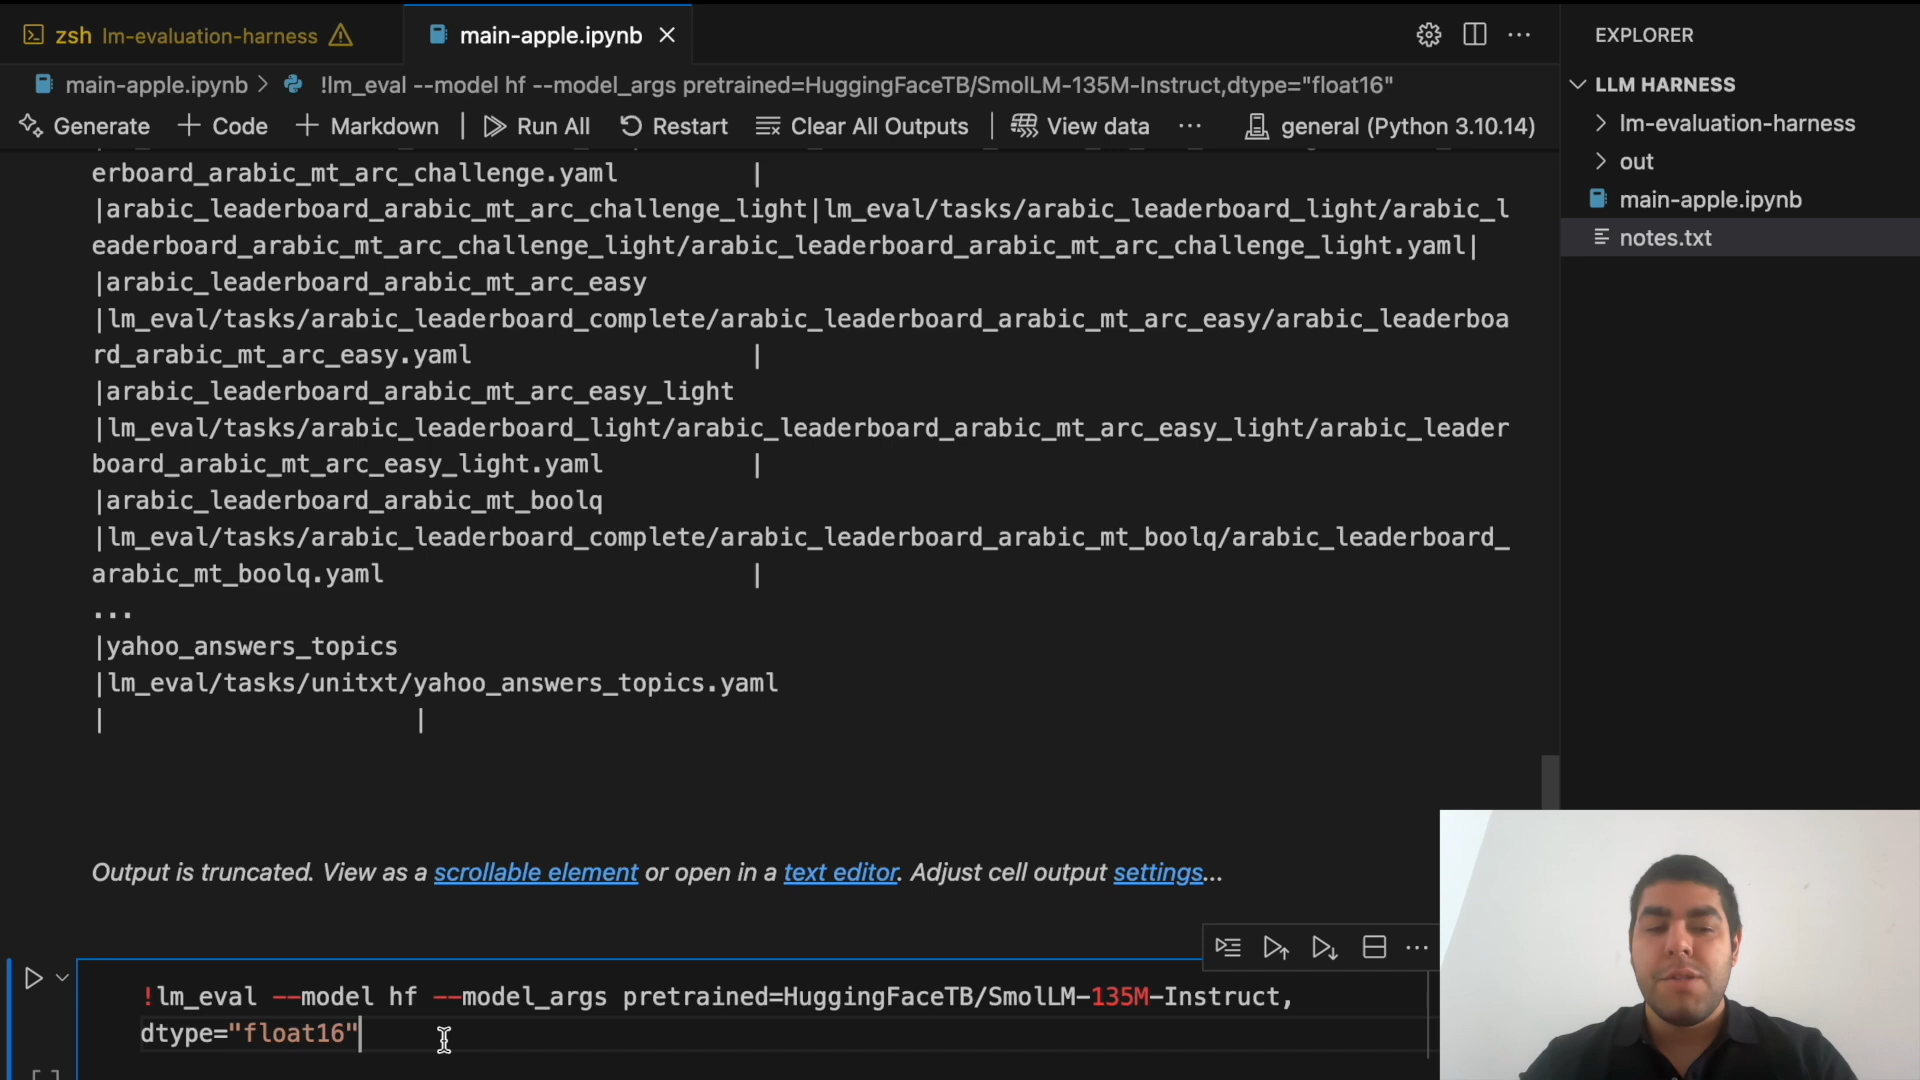 zsh lm-evaluation-harness
main-apple.ipynb
EXPLORER
main-apple.ipynb > !lm_eval --model hf --model_args pretrained=HuggingFaceTB/SmolLM-135M-Instruct,dtype="float16"
LLM HARNESS
Generate + Code + Markdown | Run All Restart Clear All Outputs | View data ... general (Python 3.10.14)
lm-evaluation-harness
out
main-apple.ipynb
notes.txt
erboard_arabic_mt_arc_challenge.yaml |
|arabic_leaderboard_arabic_mt_arc_challenge_light|lm_eval/tasks/arabic_leaderboard_light/arabic_l
eaderboard_arabic_mt_arc_challenge_light/arabic_leaderboard_arabic_mt_arc_challenge_light.yaml|
|arabic_leaderboard_arabic_mt_arc_easy
|lm_eval/tasks/arabic_leaderboard_complete/arabic_leaderboard_arabic_mt_arc_easy/arabic_leaderboa
rd_arabic_mt_arc_easy.yaml |
|arabic_leaderboard_arabic_mt_arc_easy_light
|lm_eval/tasks/arabic_leaderboard_light/arabic_leaderboard_arabic_mt_arc_easy_light/arabic_leader
board_arabic_mt_arc_easy_light.yaml |
|arabic_leaderboard_arabic_mt_boolq
|lm_eval/tasks/arabic_leaderboard_complete/arabic_leaderboard_arabic_mt_boolq/arabic_leaderboard_
arabic_mt_boolq.yaml |
...
|yahoo_answers_topics
|lm_eval/tasks/unitxt/yahoo_answers_topics.yaml
| |
Output is truncated. View as a scrollable element or open in a text editor. Adjust cell output settings...
!lm_eval --model hf --model_args pretrained=HuggingFaceTB/SmolLM-135M-Instruct,
dtype="float16"